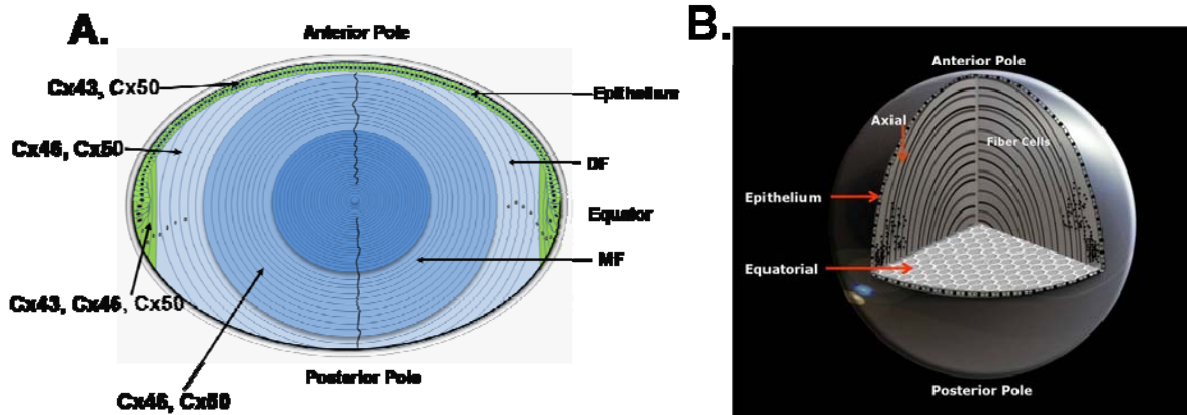 A.
Anterior Pole
Cx43, Cx50
Epithelium
Cx46, Cx50
DF
Equator
MF
Cx43, Cx46, Cx50
Posterior Pole
Cx46, Cx50
B.
Anterior Pole
Axial
Fiber Cells
Epithelium
Equatorial
Posterior Pole